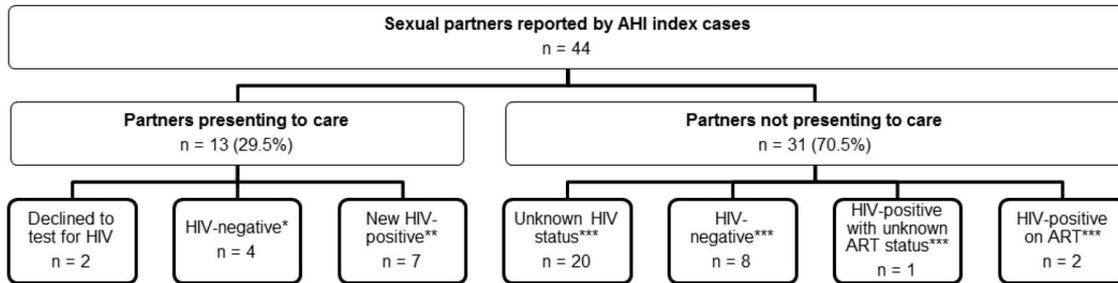 Sexual partners reported by AHI index cases
n = 44
Partners presenting to care
n = 13 (29.5%)
Partners not presenting to care
n = 31 (70.5%)
Declined to
test for HIV
n = 2
HIV-negative*
n = 4
New HIV-
positive**
n = 7
Unknown HIV
status***
n = 20
HIV-
negative***
n = 8
HIV-positive
with unknown
ART status***
n = 1
HIV-positive
on ART***
n = 2